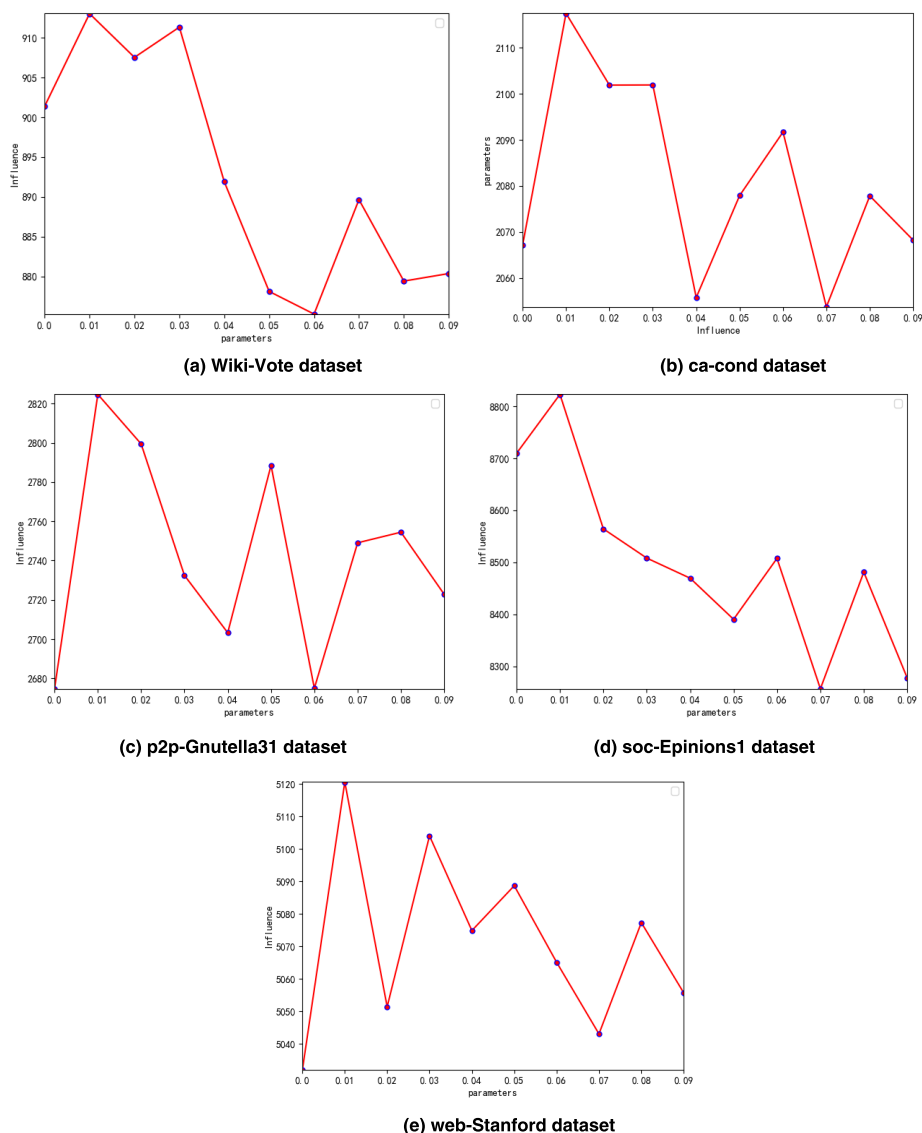 910
905
900
895
890
885
880
Influence
0.0 0.01 0.02 0.03 0.04 0.05 0.06 0.07 0.08 0.09
parameters
(a) Wiki-Vote dataset
2110
2100
2090
2080
2070
2060
parameters
0.00 0.01 0.02 0.03 0.04 0.05 0.06 0.07 0.08 0.09
Influence
(b) ca-cond dataset
2820
2800
2780
2760
2740
2720
2700
2680
Influence
0.0 0.01 0.02 0.03 0.04 0.05 0.06 0.07 0.08 0.09
parameters
(c) p2p-Gnutella31 dataset
8800
8700
8600
8500
8400
8300
Influence
0.0 0.01 0.02 0.03 0.04 0.05 0.06 0.07 0.08 0.09
parameters
(d) soc-Epinions1 dataset
5120
5110
5100
5090
5080
5070
5060
5050
5040
Influence
0.0 0.01 0.02 0.03 0.04 0.05 0.06 0.07 0.08 0.09
parameters
(e) web-Stanford dataset